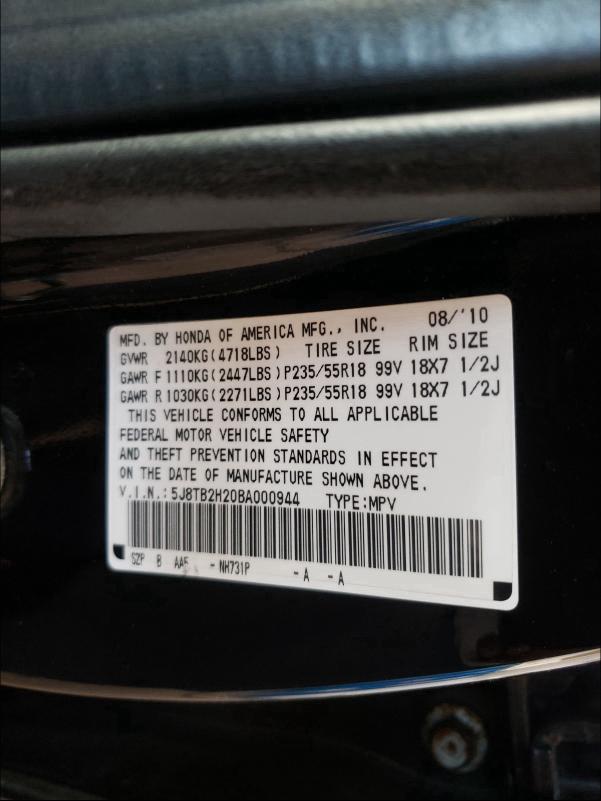 MFD. BY HONDA OF AMERICA MFG., INC. 08/'10
GVWR 2140KG(4718LBS) TIRE SIZE RIM SIZE
GAWR F 1110KG(2447LBS)P235/55R18 99V 18X7 1/2J
GAWR R 1030KG(2271LBS)P235/55R18 99V 18X7 1/2J
THIS VEHICLE CONFORMS TO ALL APPLICABLE
FEDERAL MOTOR VEHICLE SAFETY
AND THEFT PREVENTION STANDARDS IN EFFECT
ON THE DATE OF MANUFACTURE SHOWN ABOVE.
V.I.N.:5J8TB2H20BA000944 TYPE:MPV
SZP B AA5 -NH731P -A -A